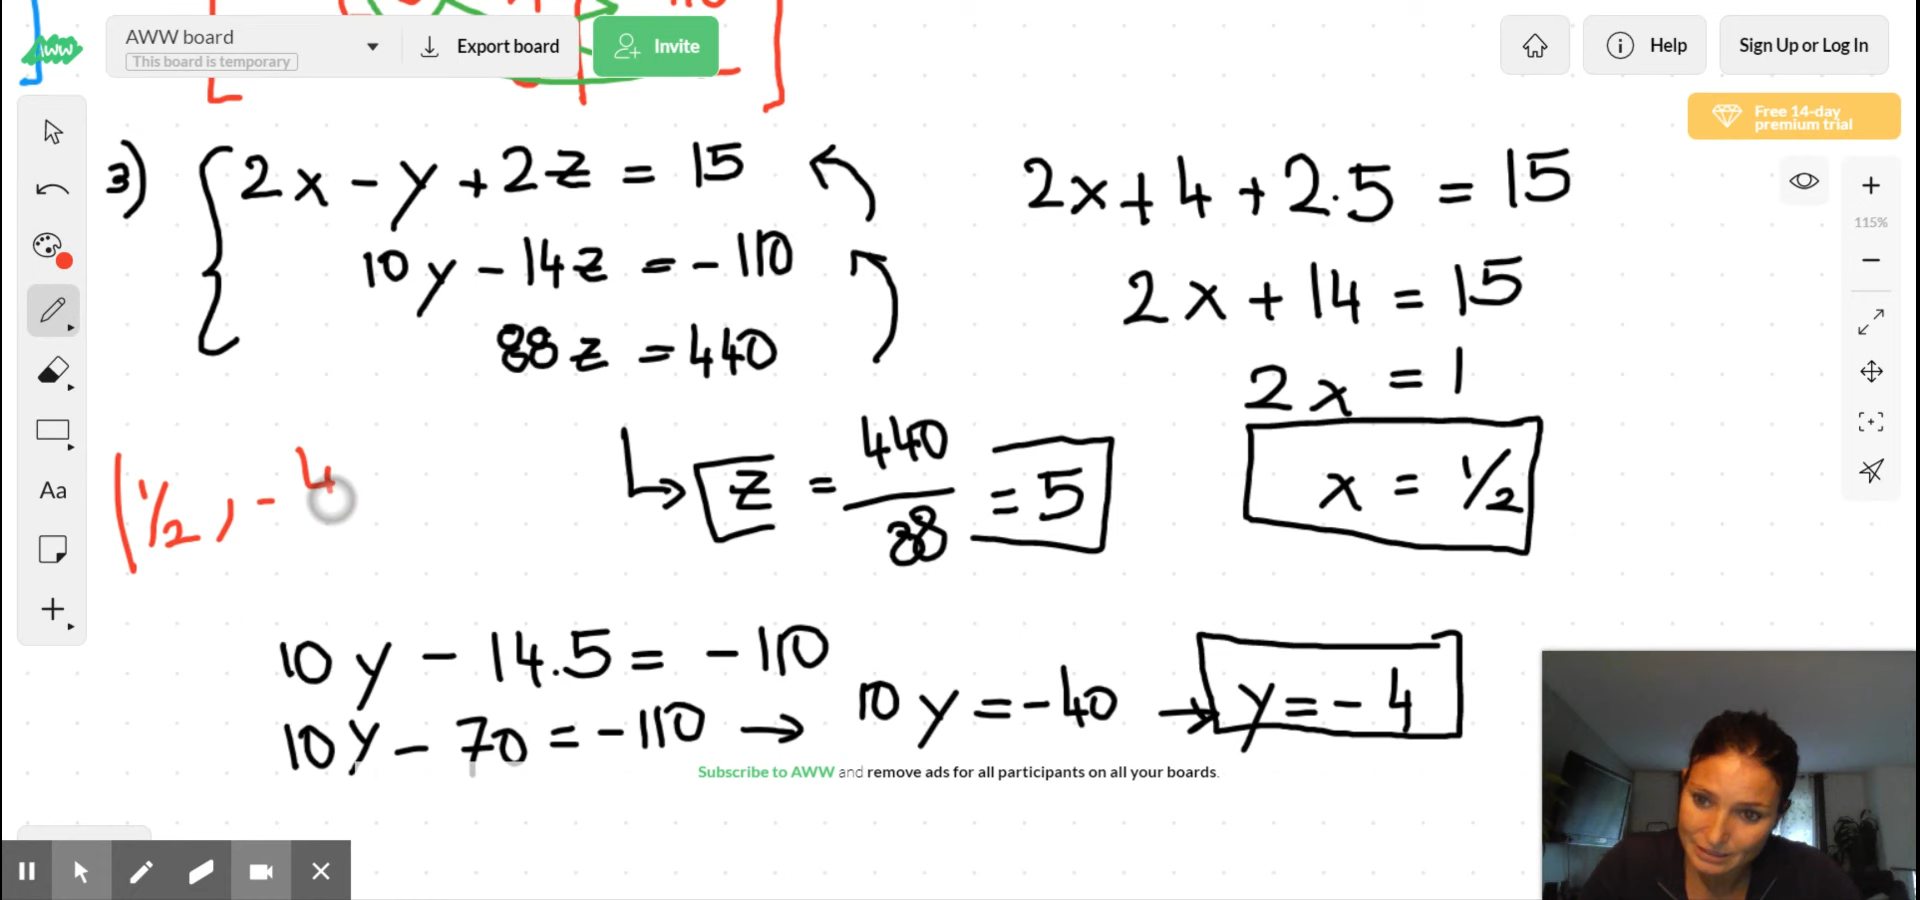 AWW board
This board is temporary
Export board
Invite
Help
Sign Up or Log In
AWW
Free 14-day
premium trial
115%
Aa
3) { 2x - y + 2z = 15
10y - 14z = - 110
88z = 440
z = 440/88 = 5
2x + 4 + 2.5 = 15
2x + 14 = 15
2x = 1
x = 1/2
(1/2, - 4
10y - 14.5 = - 110
10y - 70 = - 110 → 10y = - 40 → y = - 4
Subscribe to AWW and remove ads for all participants on all your boards.